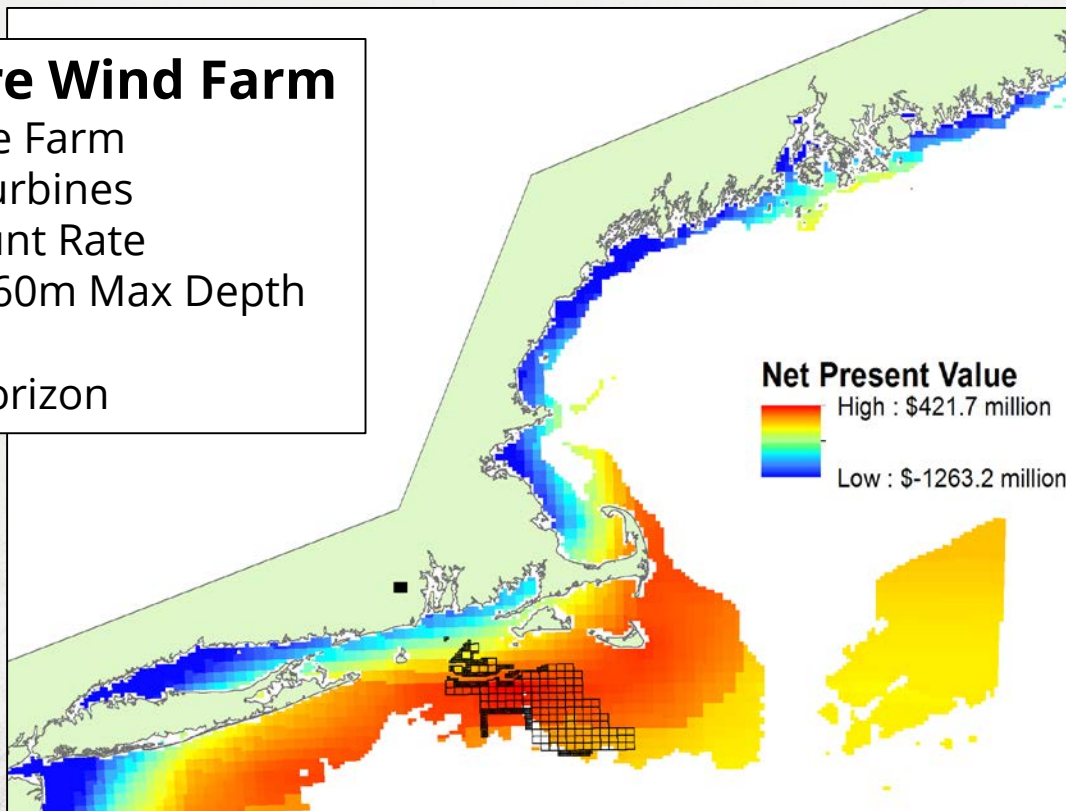 re Wind Farm
e Farm
urbines
unt Rate
60m Max Depth
orizon
Net Present Value
High : $421.7 million
Low : $-1263.2 million